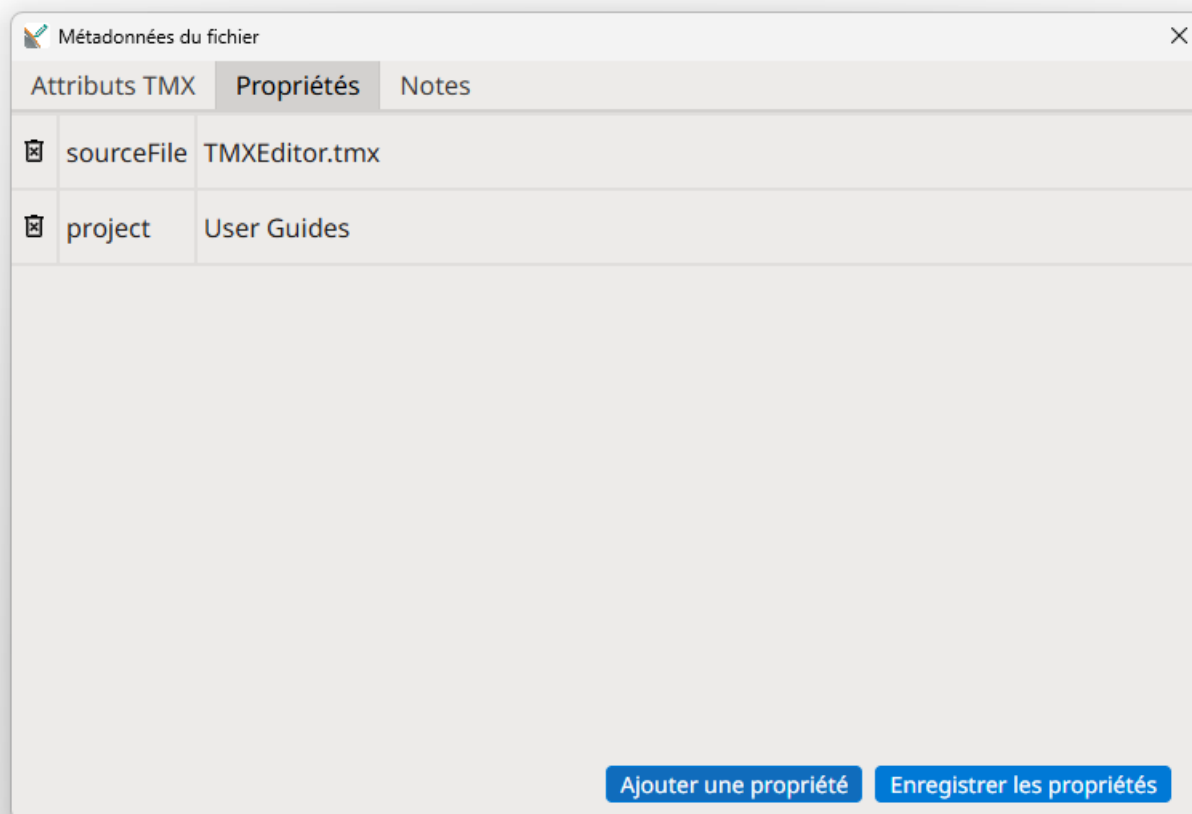 Métadonnées du fichier
Attributs TMX Propriétés Notes
sourceFile TMXEditor.tmx
project User Guides
Ajouter une propriété Enregistrer les propriétés